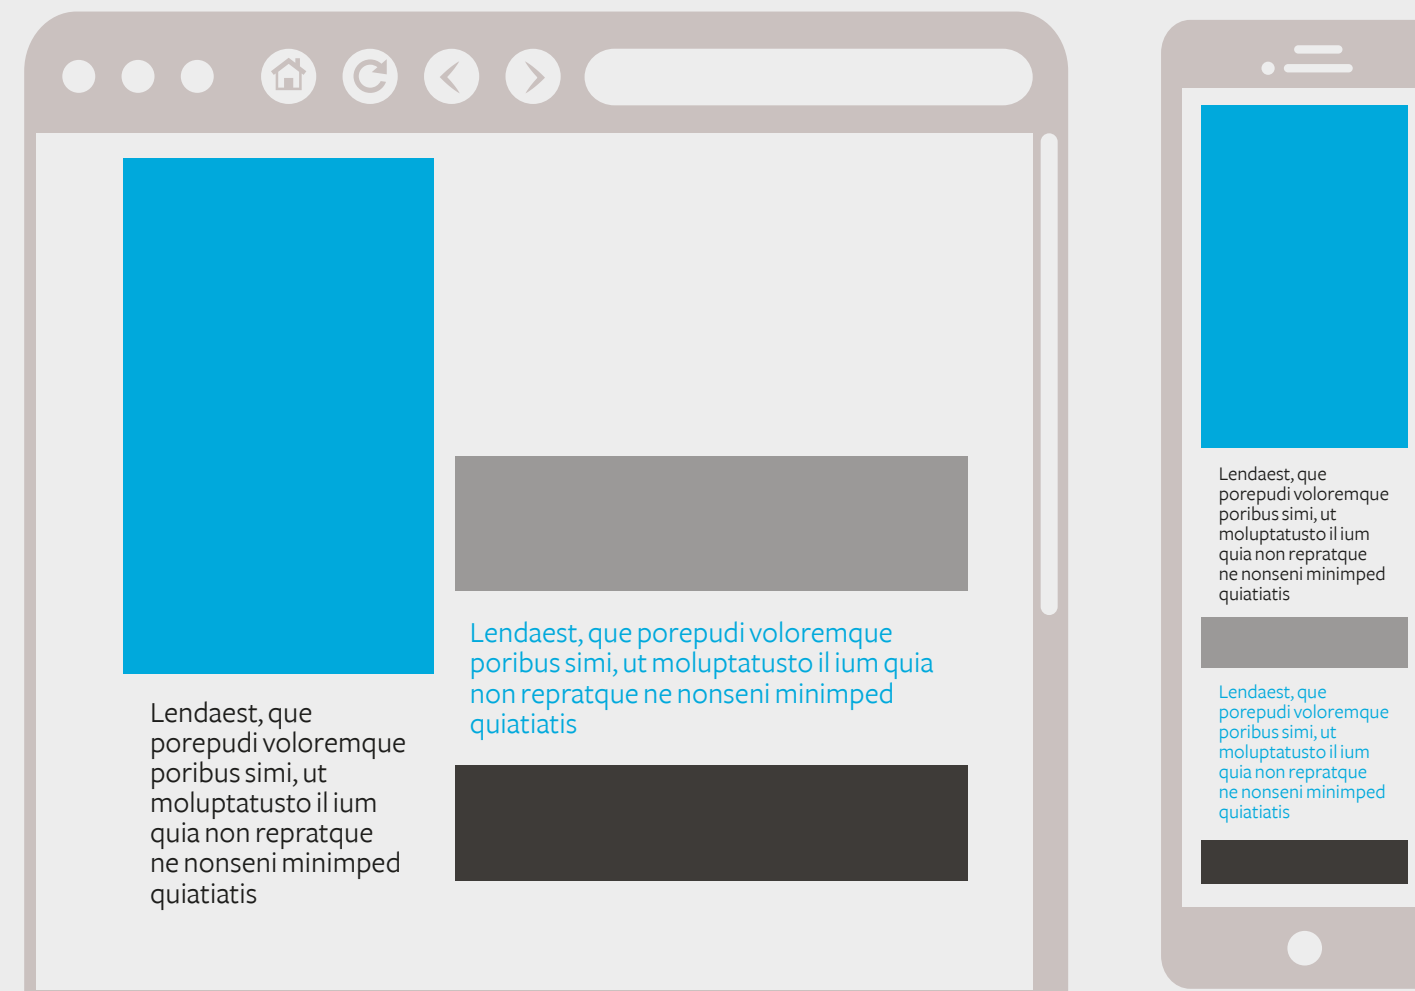 Lendaest, que
porepudi voloremque
poribus simi, ut
moluptatusto il ium
quia non repratque
ne nonseni minimped
quiatiatis
Lendaest, que porepudi voloremque
poribus simi, ut moluptatusto il ium quia
non repratque ne nonseni minimped
quiatiatis
Lendaest, que
porepudi voloremque
poribus simi, ut
moluptatusto il ium
quia non repratque
ne nonseni minimped
quiatiatis
Lendaest, que
porepudi voloremque
poribus simi, ut
moluptatusto il ium
quia non repratque
ne nonseni minimped
quiatiatis